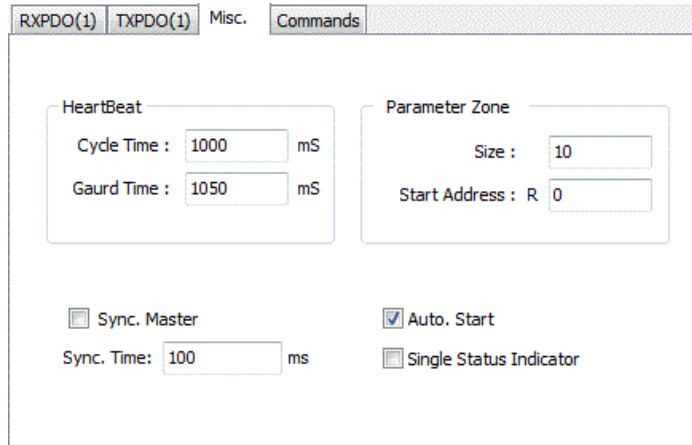 RXPDO(1) TXPDO(1) Misc. Commands
HeartBeat
Cycle Time : 1000 mS
Gaurd Time : 1050 mS
Parameter Zone
Size : 10
Start Address : R 0
Sync. Master
Sync. Time: 100 ms
Auto. Start
Single Status Indicator